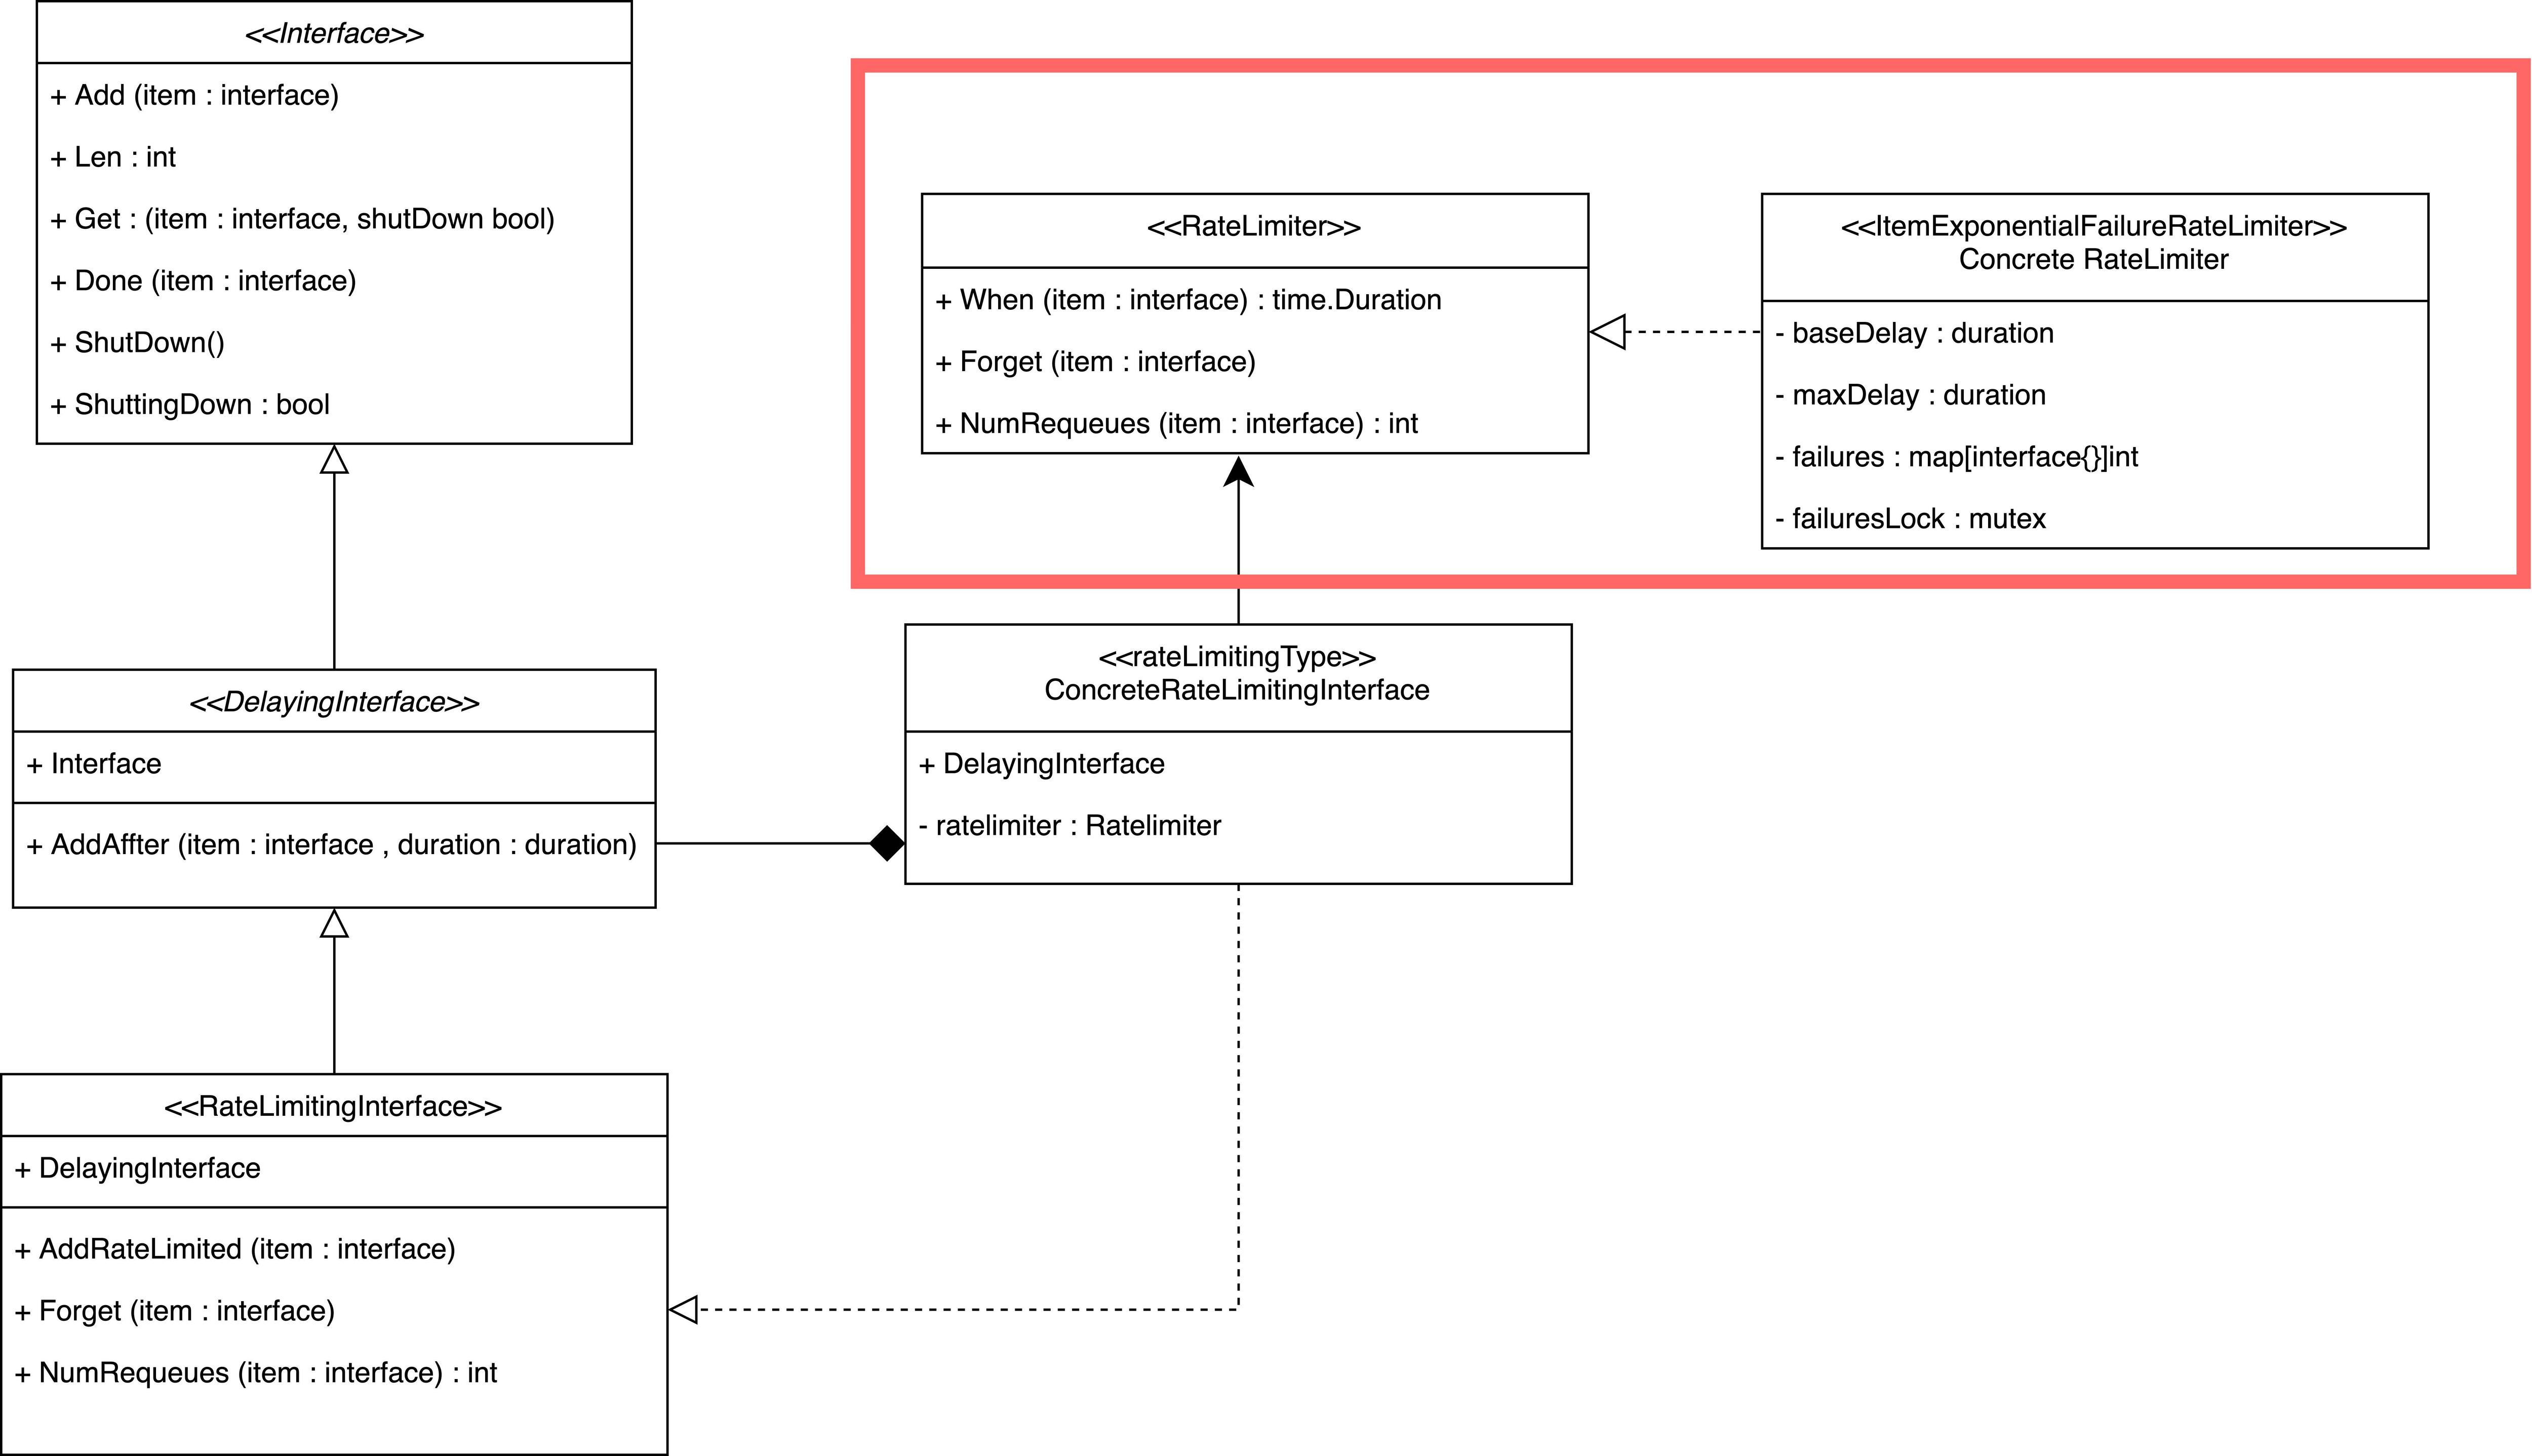 <<Interface>>
+ Add (item : interface)
+ Len : int
+ Get : (item : interface, shutDown bool)
+ Done (item : interface)
+ ShutDown()
+ ShuttingDown : bool
<<RateLimiter>>
+ When (item : interface) : time.Duration
+ Forget (item : interface)
+ NumRequeues (item : interface) : int
<<ItemExponentialFailureRateLimiter>>
Concrete RateLimiter
- baseDelay : duration
- maxDelay : duration
- failures : map[interface{}]int
- failuresLock : mutex
<<DelayingInterface>>
+ Interface
+ AddAffter (item : interface , duration : duration)
<<rateLimitingType>>
ConcreteRateLimitingInterface
+ DelayingInterface
- ratelimiter : Ratelimiter
<<RateLimitingInterface>>
+ DelayingInterface
+ AddRateLimited (item : interface)
+ Forget (item : interface)
+ NumRequeues (item : interface) : int